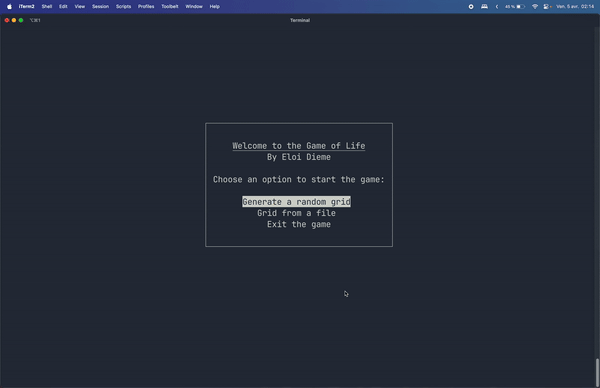 iTerm2 Shell Edit View Session Scripts Profiles Toolbelt Window Help 45 % Ven. 5 avr. 02:14
⌥⌘1 Terminal
Welcome to the Game of Life
By Eloi Dieme
Choose an option to start the game:
Generate a random grid
Grid from a file
Exit the game